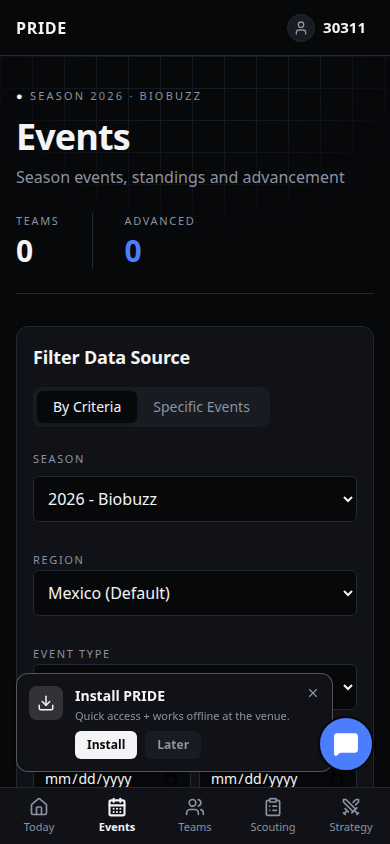 PRIDE
30311
● SEASON 2026 · BIOBUZZ
Events
Season events, standings and advancement
TEAMS
ADVANCED
0
0
Filter Data Source
By Criteria
Specific Events
SEASON
2026 - Biobuzz
REGION
Mexico (Default)
EVENT TYPE
Install PRIDE
Quick access + works offline at the venue.
Install
Later
mm/dd/yyyy
mm/dd/yyyy
Today
Events
Teams
Scouting
Strategy